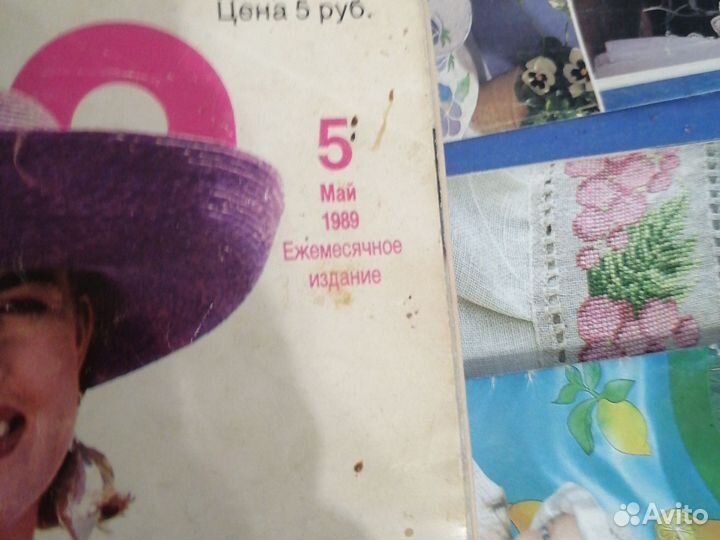 Цена 5 руб.
5
Май
1989
Ежемесячное
издание
Avito